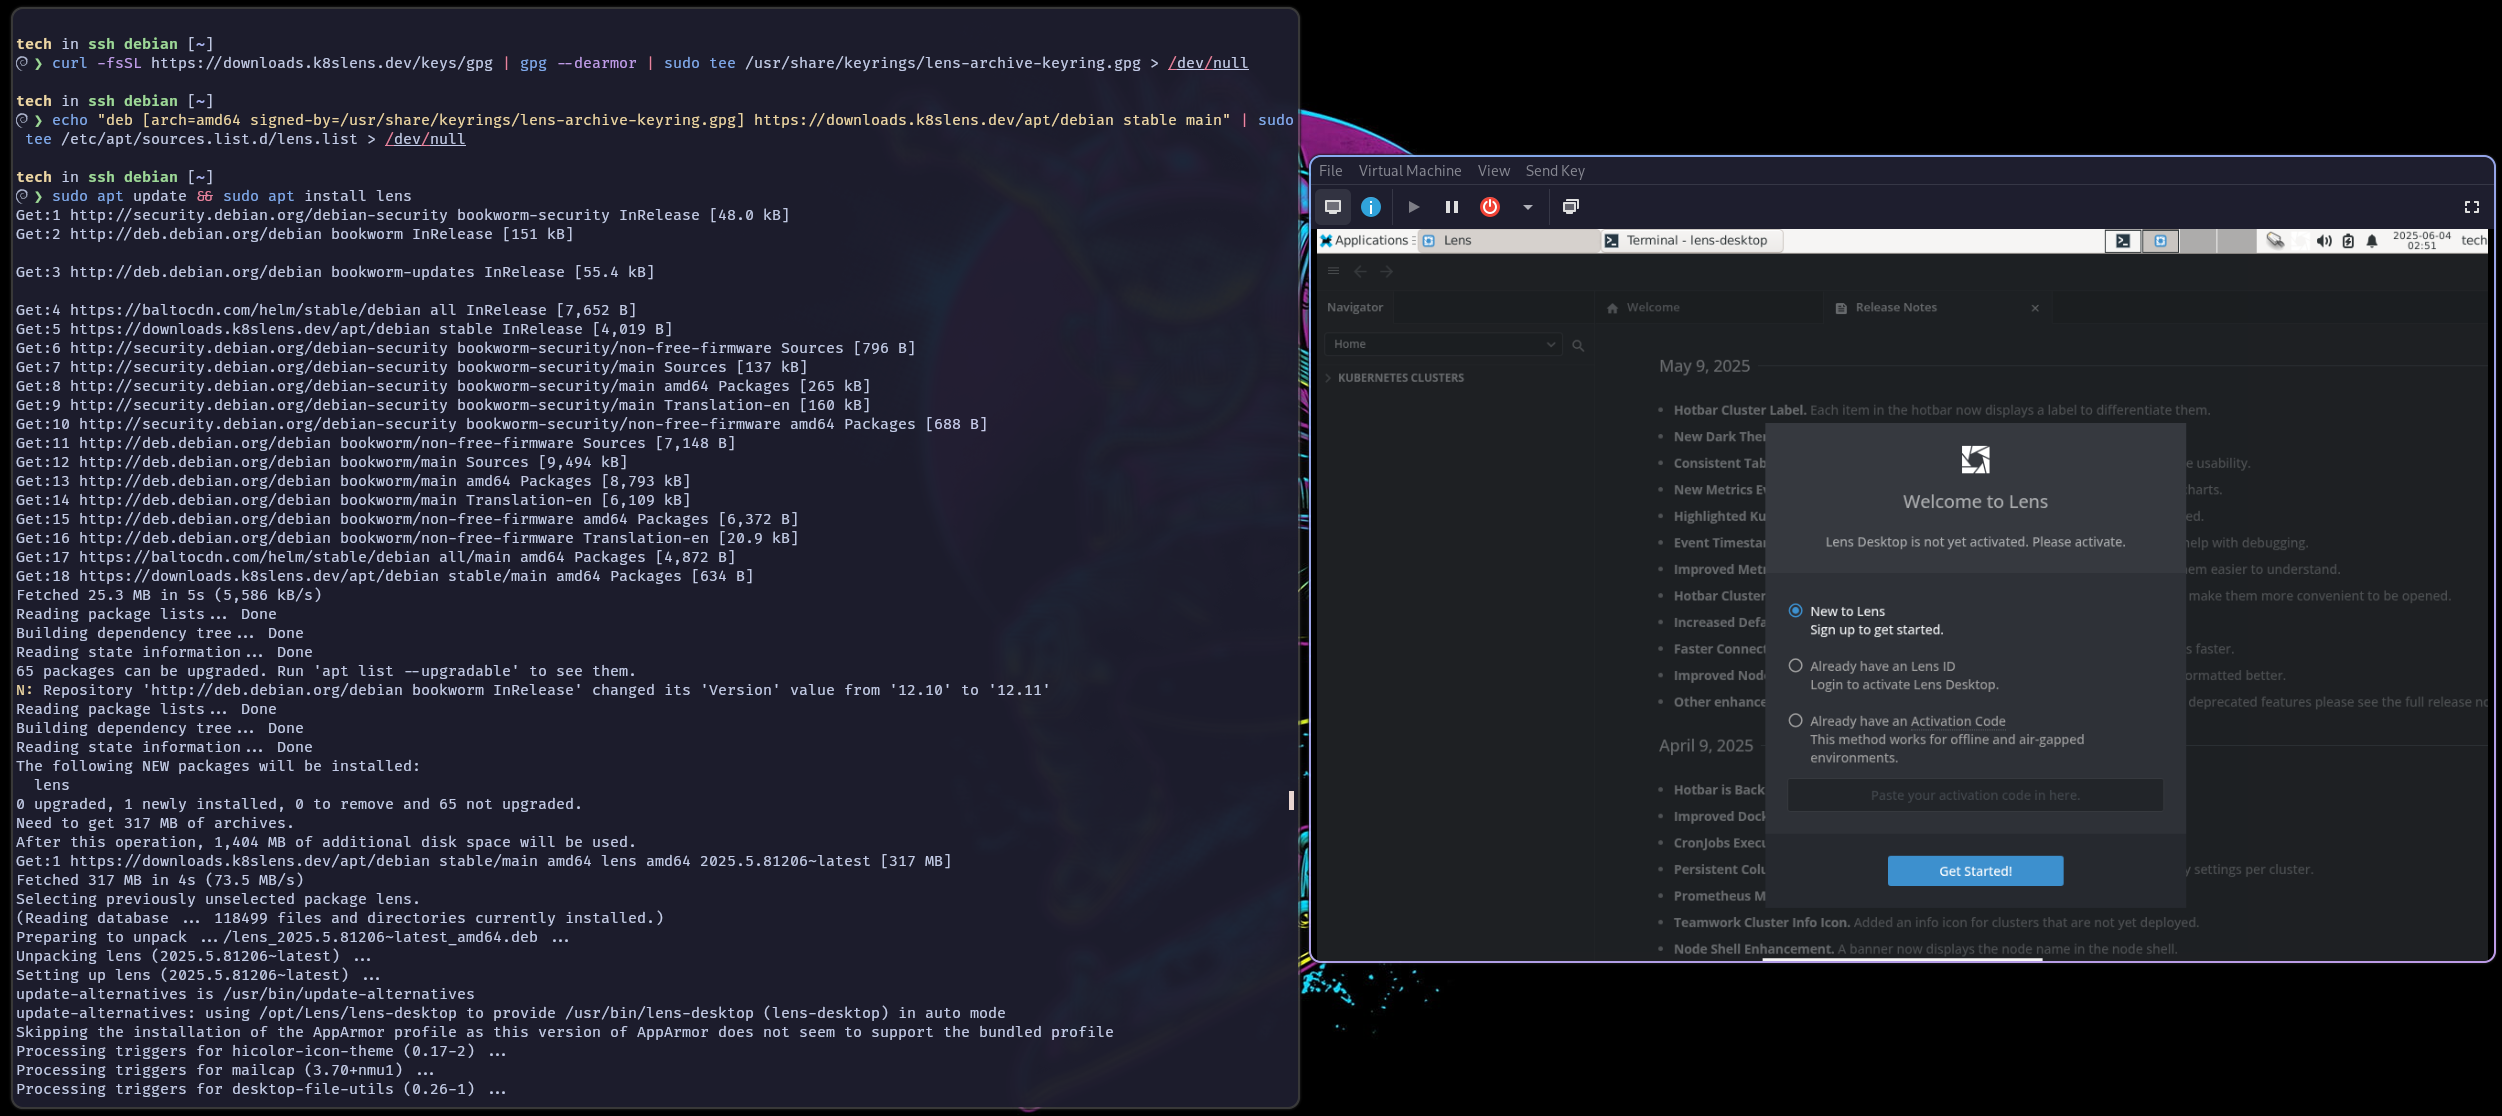 tech in ssh debian [~]
❯ curl -fsSL https://downloads.k8slens.dev/keys/gpg | gpg --dearmor | sudo tee /usr/share/keyrings/lens-archive-keyring.gpg > /dev/null
tech in ssh debian [~]
❯ echo "deb [arch=amd64 signed-by=/usr/share/keyrings/lens-archive-keyring.gpg] https://downloads.k8slens.dev/apt/debian stable main" | sudo
tee /etc/apt/sources.list.d/lens.list > /dev/null
tech in ssh debian [~]
❯ sudo apt update && sudo apt install lens
Get:1 http://security.debian.org/debian-security bookworm-security InRelease [48.0 kB]
Get:2 http://deb.debian.org/debian bookworm InRelease [151 kB]
Get:3 http://deb.debian.org/debian bookworm-updates InRelease [55.4 kB]
Get:4 https://baltocdn.com/helm/stable/debian all InRelease [7,652 B]
Get:5 https://downloads.k8slens.dev/apt/debian stable InRelease [4,019 B]
Get:6 http://security.debian.org/debian-security bookworm-security/non-free-firmware Sources [796 B]
Get:7 http://security.debian.org/debian-security bookworm-security/main Sources [137 kB]
Get:8 http://security.debian.org/debian-security bookworm-security/main amd64 Packages [265 kB]
Get:9 http://security.debian.org/debian-security bookworm-security/main Translation-en [160 kB]
Get:10 http://security.debian.org/debian-security bookworm-security/non-free-firmware amd64 Packages [688 B]
Get:11 http://deb.debian.org/debian bookworm/non-free-firmware Sources [7,148 B]
Get:12 http://deb.debian.org/debian bookworm/main Sources [9,494 kB]
Get:13 http://deb.debian.org/debian bookworm/main amd64 Packages [8,793 kB]
Get:14 http://deb.debian.org/debian bookworm/main Translation-en [6,109 kB]
Get:15 http://deb.debian.org/debian bookworm/non-free-firmware amd64 Packages [6,372 B]
Get:16 http://deb.debian.org/debian bookworm/non-free-firmware Translation-en [20.9 kB]
Get:17 https://baltocdn.com/helm/stable/debian all/main amd64 Packages [4,872 B]
Get:18 https://downloads.k8slens.dev/apt/debian stable/main amd64 Packages [634 B]
Fetched 25.3 MB in 5s (5,586 kB/s)
Reading package lists... Done
Building dependency tree... Done
Reading state information... Done
65 packages can be upgraded. Run 'apt list --upgradable' to see them.
N: Repository 'http://deb.debian.org/debian bookworm InRelease' changed its 'Version' value from '12.10' to '12.11'
Reading package lists... Done
Building dependency tree... Done
Reading state information... Done
The following NEW packages will be installed:
lens
0 upgraded, 1 newly installed, 0 to remove and 65 not upgraded.
Need to get 317 MB of archives.
After this operation, 1,404 MB of additional disk space will be used.
Get:1 https://downloads.k8slens.dev/apt/debian stable/main amd64 lens amd64 2025.5.81206~latest [317 MB]
Fetched 317 MB in 4s (73.5 MB/s)
Selecting previously unselected package lens.
(Reading database ... 118499 files and directories currently installed.)
Preparing to unpack .../lens_2025.5.81206~latest_amd64.deb ...
Unpacking lens (2025.5.81206~latest) ...
Setting up lens (2025.5.81206~latest) ...
update-alternatives is /usr/bin/update-alternatives
update-alternatives: using /opt/Lens/lens-desktop to provide /usr/bin/lens-desktop (lens-desktop) in auto mode
Skipping the installation of the AppArmor profile as this version of AppArmor does not seem to support the bundled profile
Processing triggers for hicolor-icon-theme (0.17-2) ...
Processing triggers for mailcap (3.70+nmu1) ...
Processing triggers for desktop-file-utils (0.26-1) ...
File Virtual Machine View Send Key
Applications Lens Terminal - lens-desktop 2025-06-04 tech
02:51
Navigator Welcome Release Notes
Home
KUBERNETES CLUSTERS
May 9, 2025
Hotbar Cluster Label. Each item in the hotbar now displays a label to differentiate them.
New Dark Ther
Consistent Tab e usability.
New Metrics Ev harts.
Highlighted Ku ed.
Event Timestar help with debugging.
Improved Metr em easier to understand.
Hotbar Cluster make them more convenient to be opened.
Increased Defa
Faster Connect s faster.
Improved Node ormatted better.
Other enhance deprecated features please see the full release no
April 9, 2025
Hotbar is Back
Improved Dock
CronJobs Execu
Persistent Colu y settings per cluster.
Prometheus M
Teamwork Cluster Info Icon. Added an info icon for clusters that are not yet deployed.
Node Shell Enhancement. A banner now displays the node name in the node shell.
Welcome to Lens
Lens Desktop is not yet activated. Please activate.
New to Lens
Sign up to get started.
Already have an Lens ID
Login to activate Lens Desktop.
Already have an Activation Code
This method works for offline and air-gapped
environments.
Paste your activation code in here.
Get Started!